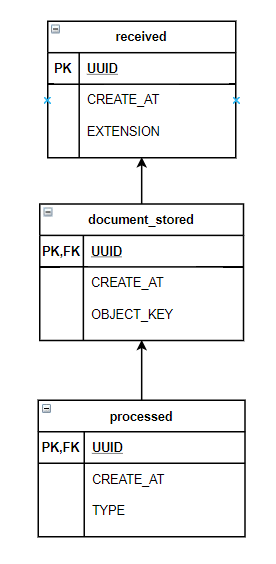 received
PK UUID
CREATE_AT
EXTENSION
document_stored
PK,FK UUID
CREATE_AT
OBJECT_KEY
processed
PK,FK UUID
CREATE_AT
TYPE